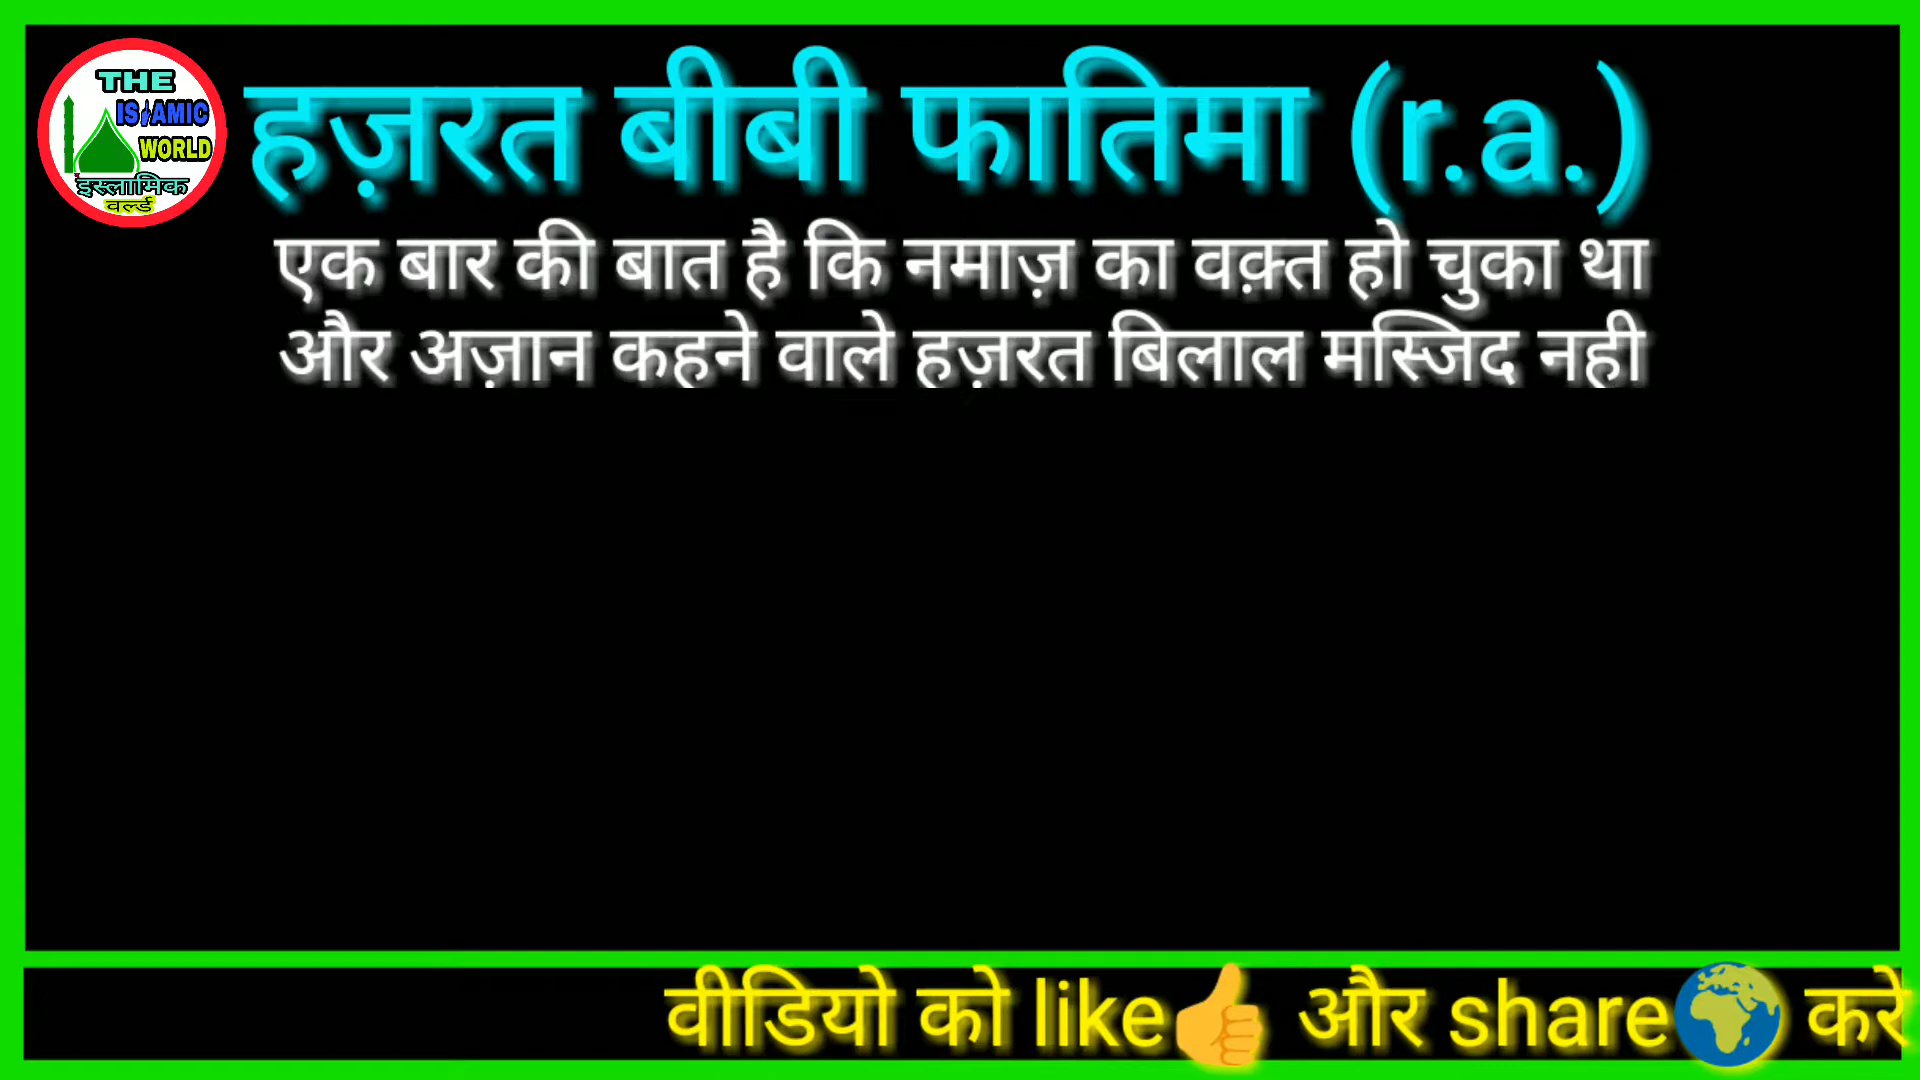 THE
ISLAMIC
WORLD
इस्लामिक
वर्ल्ड
हज़रत बीबी फातिमा (r.a.)
एक बार की बात है कि नमाज़ का वक़्त हो चुका था
और अज़ान कहने वाले हज़रत बिलाल मस्जिद नही
वीडियो को like👍 और share🌍 करे